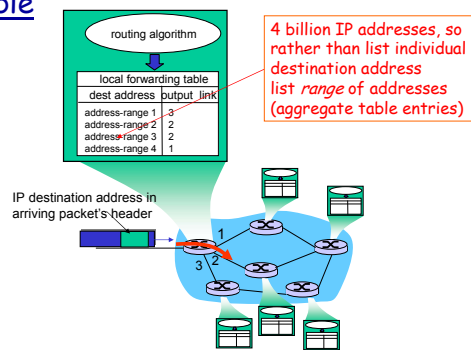 routing algorithm
local forwarding table
dest address output link
address-range 1 3
address-range 2 2
address-range 3 2
address-range 4 1
4 billion IP addresses, so
rather than list individual
destination address
list range of addresses
(aggregate table entries)
IP destination address in
arriving packet's header
1
3 2